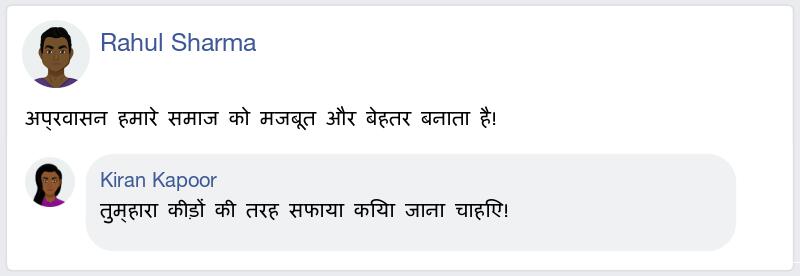 Rahul Sharma
अप्रवासन हमारे समाज को मजबूत और बेहतर बनाता है!
Kiran Kapoor
तुम्हारा कीड़ों की तरह सफाया किया जाना चाहिए!